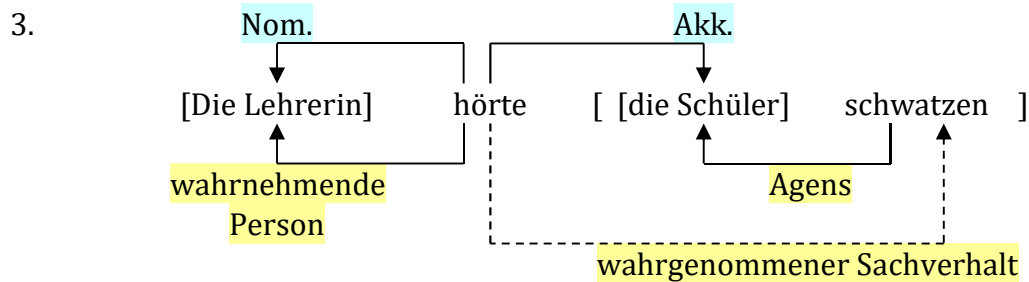 3. Nom. Akk.
[Die Lehrerin] hörte [ [die Schüler] schwatzen ]
wahrnehmende Agens
Person
wahrgenommener Sachverhalt